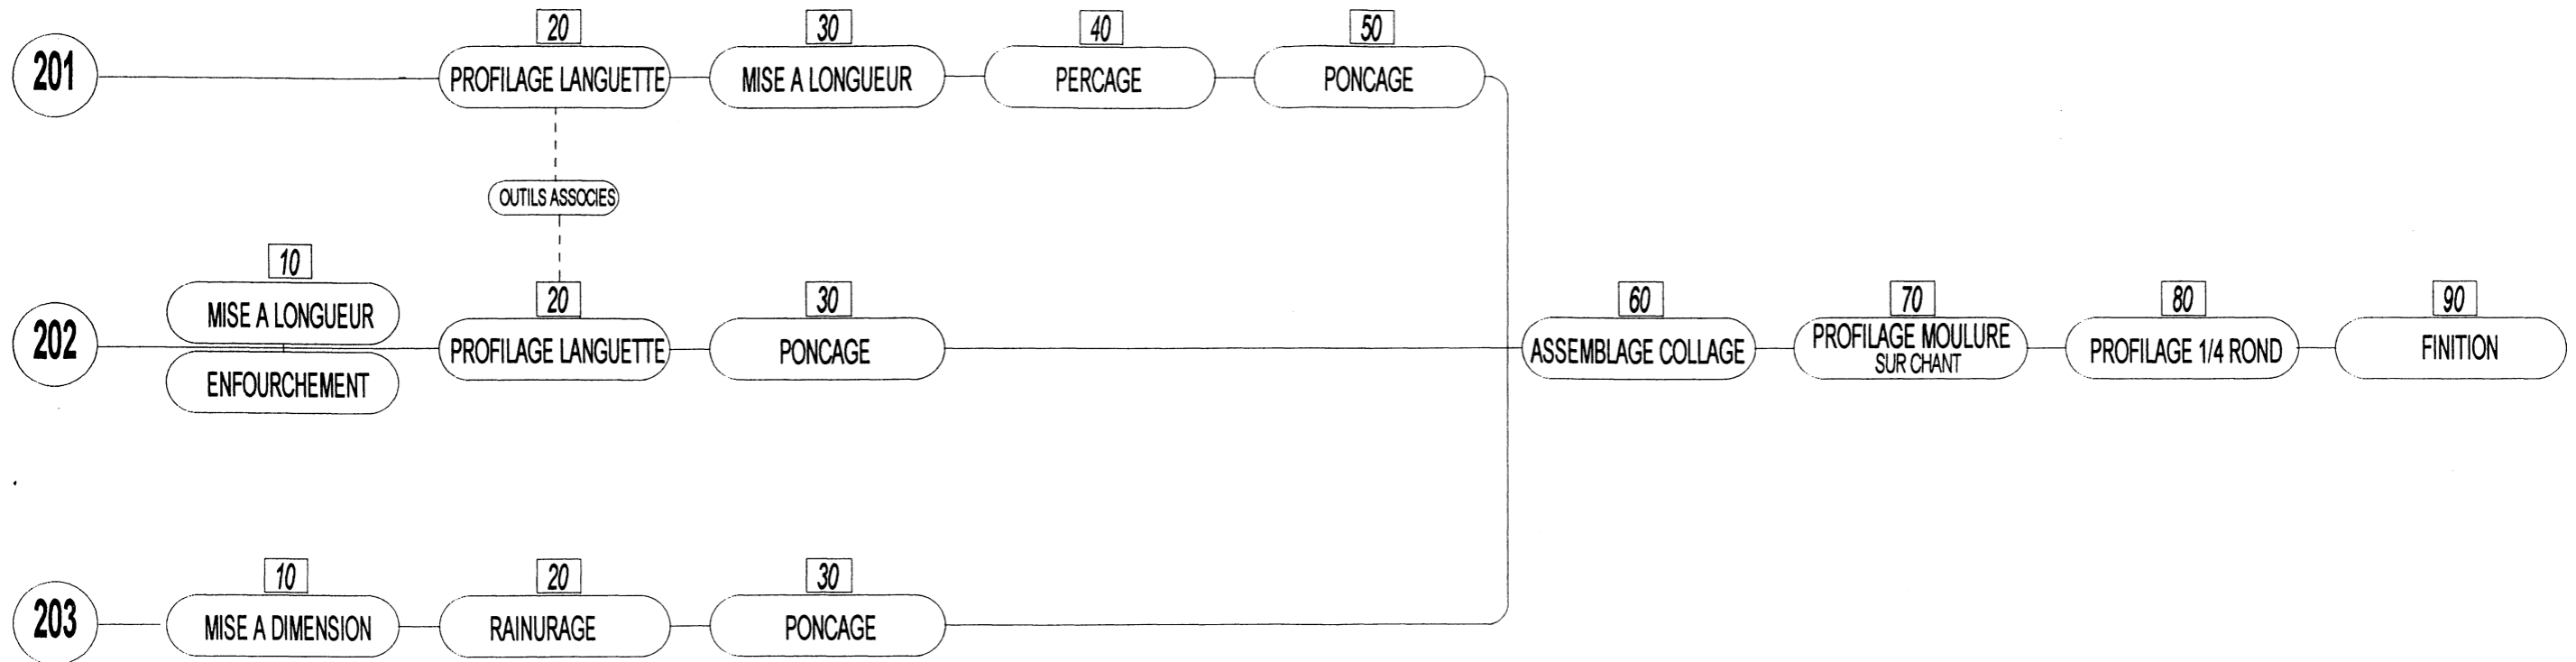 20
30
40
50
201
PROFILAGE LANGUETTE
MISE A LONGUEUR
PERCAGE
PONCAGE
OUTILS ASSOCIES
10
MISE A LONGUEUR
20
30
60
70
80
90
202
ENFOURCHEMENT
PROFILAGE LANGUETTE
PONCAGE
ASSEMBLAGE COLLAGE
PROFILAGE MOULURE
SUR CHANT
PROFILAGE 1/4 ROND
FINITION
10
20
30
203
MISE A DIMENSION
RAINURAGE
PONCAGE